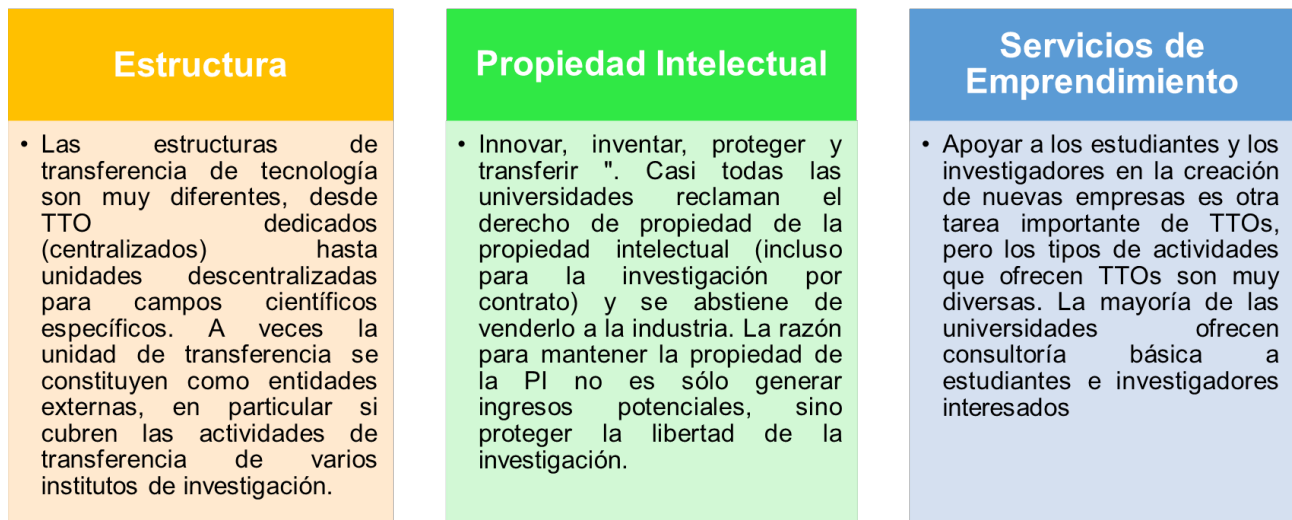 Estructura
• Las estructuras de
transferencia de tecnología
son muy diferentes, desde
TTO dedicados
(centralizados) hasta
unidades descentralizadas
para campos científicos
específicos. A veces la
unidad de transferencia se
constituyen como entidades
externas, en particular si
cubren las actividades de
transferencia de varios
institutos de investigación.
Propiedad Intelectual
• Innovar, inventar, proteger y
transferir ". Casi todas las
universidades reclaman el
derecho de propiedad de la
propiedad intelectual (incluso
para la investigación por
contrato) y se abstiene de
venderlo a la industria. La razón
para mantener la propiedad de
la PI no es sólo generar
ingresos potenciales, sino
proteger la libertad de la
investigación.
Servicios de
Emprendimiento
• Apoyar a los estudiantes y los
investigadores en la creación
de nuevas empresas es otra
tarea importante de TTOs,
pero los tipos de actividades
que ofrecen TTOs son muy
diversas. La mayoría de las
universidades ofrecen
consultoría básica a
estudiantes e investigadores
interesados